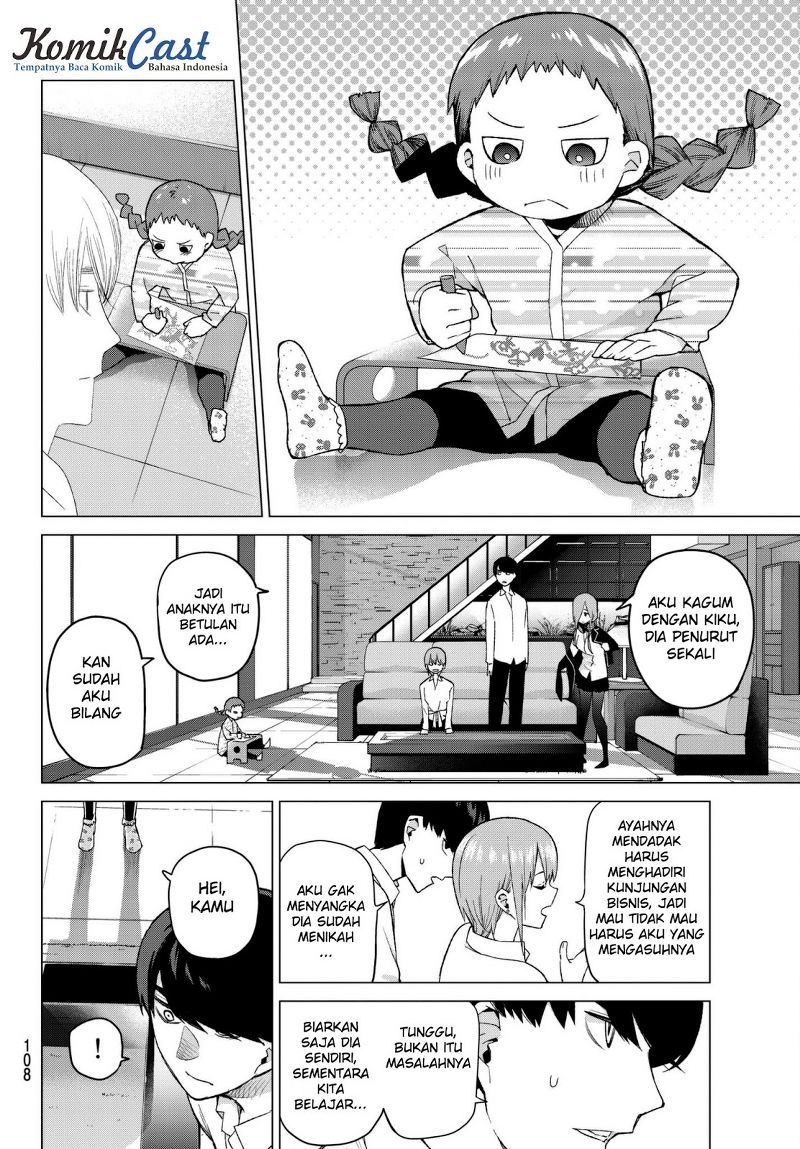 KomikCast
Tempatnya Baca Komik Bahasa Indonesia
AKU KAGUM
DENGAN KIKU,
DIA PENURUT
SEKALI
JADI
ANAKNYA ITU
BETULAN
ADA...
KAN
SUDAH
AKU
BILANG
AYAHNYA
MENDADAK
HARUS
MENGHADIRI
KUNJUNGAN
BISNIS, JADI
MAU TIDAK MAU
HARUS AKU YANG
MENGASUHNYA
AKU GAK
MENYANGKA
DIA SUDAH
MENIKAH
...
TUNGGU,
BUKAN ITU
MASALAHNYA
BIARKAN
SAJA DIA
SENDIRI,
SEMENTARA
KITA
BELAJAR...
HEI,
KAMU
!
108